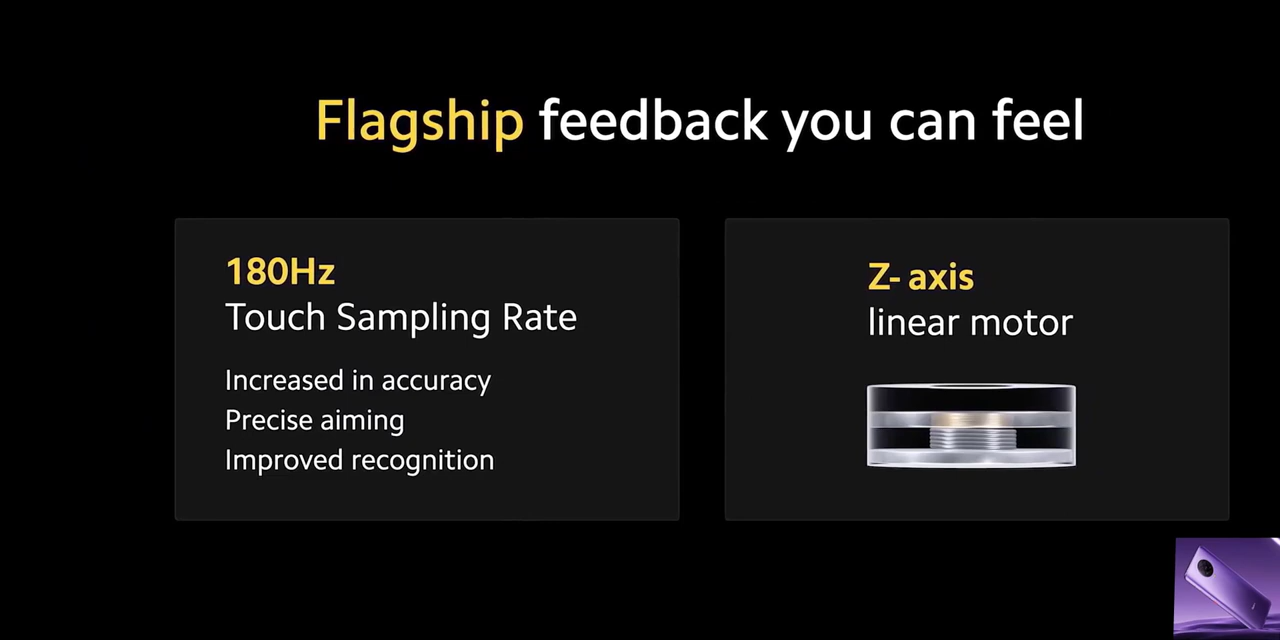 Flagship feedback you can feel
180Hz
Touch Sampling Rate
Increased in accuracy
Precise aiming
Improved recognition
Z- axis
linear motor